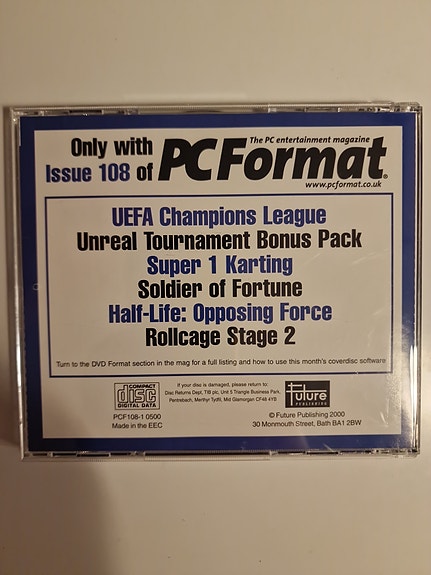 Only with
Issue 108 of
The PC entertainment magazine
PCFormat®
www.pcformat.co.uk
UEFA Champions League
Unreal Tournament Bonus Pack
Super 1 Karting
Soldier of Fortune
Half-Life: Opposing Force
Rollcage Stage 2
Turn to the DVD Format section in the mag for a full listing and how to use this month's coverdisc software
COMPACT
disc
DIGITAL DATA
PCF108-1 0500
Made in the EEC
If your disc is damaged, please return to:
Disc Returns Dept, TIB plc, Unit 5 Triangle Business Park,
Pentrebach, Merthyr Tydfil, Mid Glamorgan CF48 4YB
Future
PUBLISHING
© Future Publishing 2000
30 Monmouth Street, Bath BA1 2BW